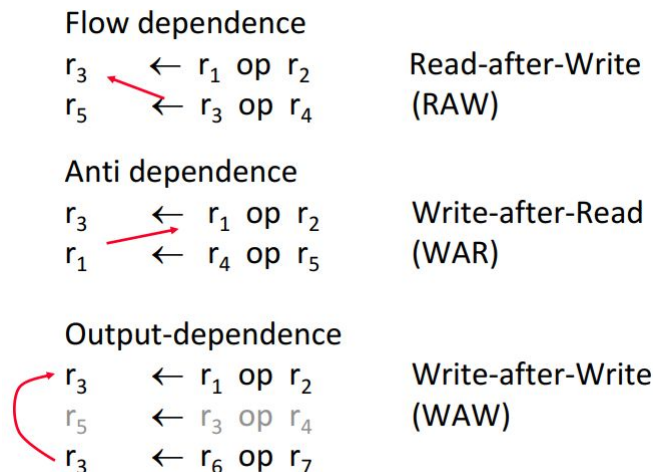 Flow dependence
r₃ ← r₁ op r₂ Read-after-Write
r₅ ← r₃ op r₄ (RAW)
Anti dependence
r₃ ← r₁ op r₂ Write-after-Read
r₁ ← r₄ op r₅ (WAR)
Output-dependence
r₃ ← r₁ op r₂ Write-after-Write
r₅ ← r₃ op r₄ (WAW)
r₃ ← r₆ op r₇